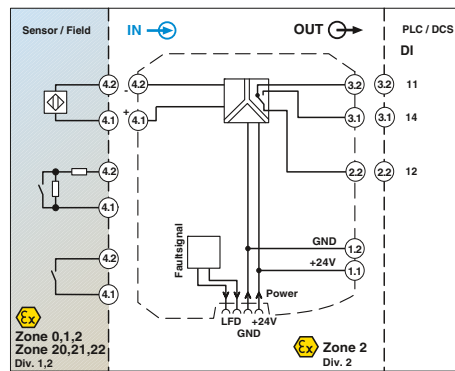 Sensor / Field
IN
OUT
PLC / DCS
DI
4.2 - 4.2 3.2 3.2 11
4.1 + 4.1 3.1 3.1 14
4.2 2.2 2.2 12
4.1
Faultsignal
GND 1.2
4.2
+24V 1.1
4.1
Power
LFD +24V
GND
Ex
Zone 0,1,2
Zone 20,21,22
Div. 1,2
Ex Zone 2
Div. 2